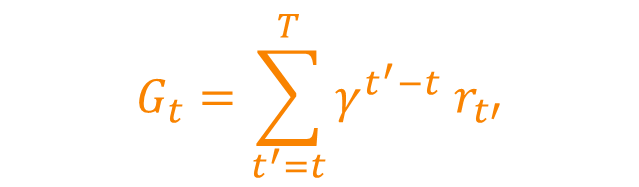 G_t = \sum_{t'=t}^{T} \gamma^{t'-t} r_{t'}